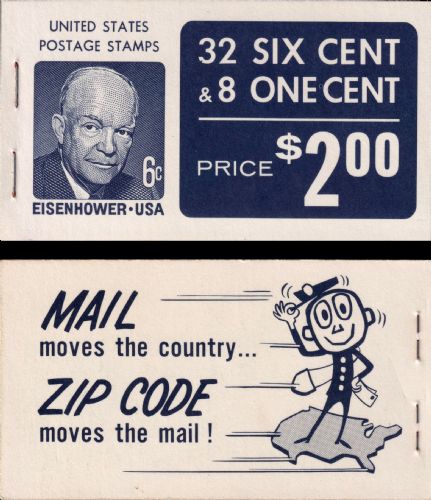 UNITED STATES
POSTAGE STAMPS
6c
EISENHOWER·USA
32 SIX CENT
& 8 ONE CENT
PRICE $2.00
MAIL
moves the country...
ZIP CODE
moves the mail!